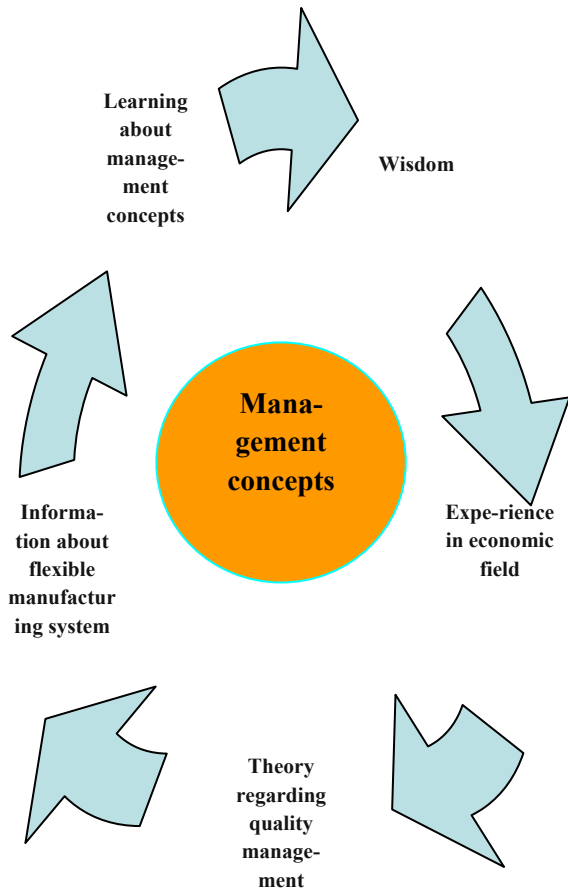 Learning
about
manage-
ment
concepts
Wisdom
Mana-
gement
concepts
Informa-
tion about
flexible
manufactur
ing system
Expe-rience
in economic
field
Theory
regarding
quality
manage-
ment